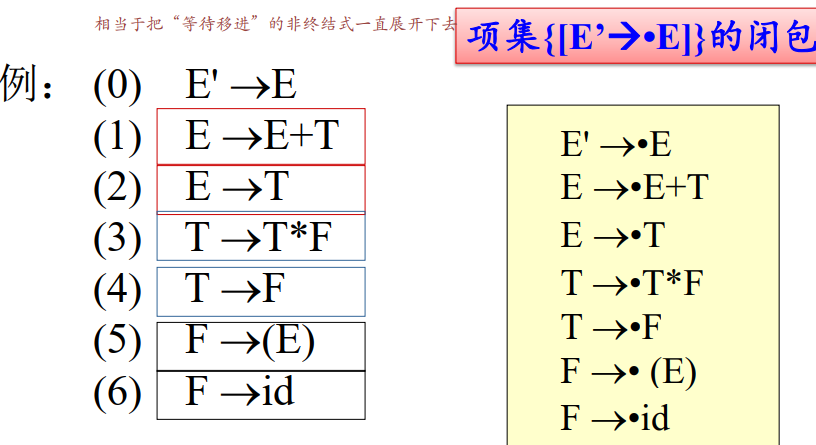 相当于把“等待移进”的非终结式一直展开下去
项集{[E’→•E]}的闭包
例： (0) E' →E
(1) E →E+T
(2) E →T
(3) T →T*F
(4) T →F
(5) F →(E)
(6) F →id
E' →•E
E →•E+T
E →•T
T →•T*F
T →•F
F →• (E)
F →•id